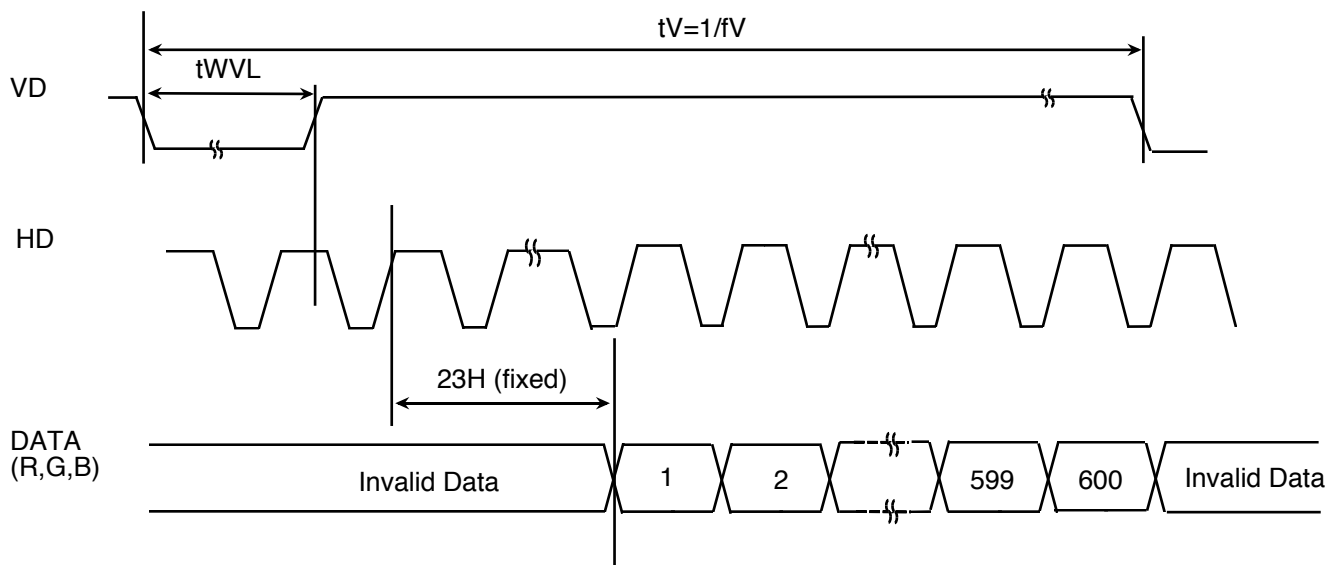 tV=1/fV
tWVL
VD
HD
23H (fixed)
DATA
(R,G,B)
Invalid Data
1
2
599
600
Invalid Data